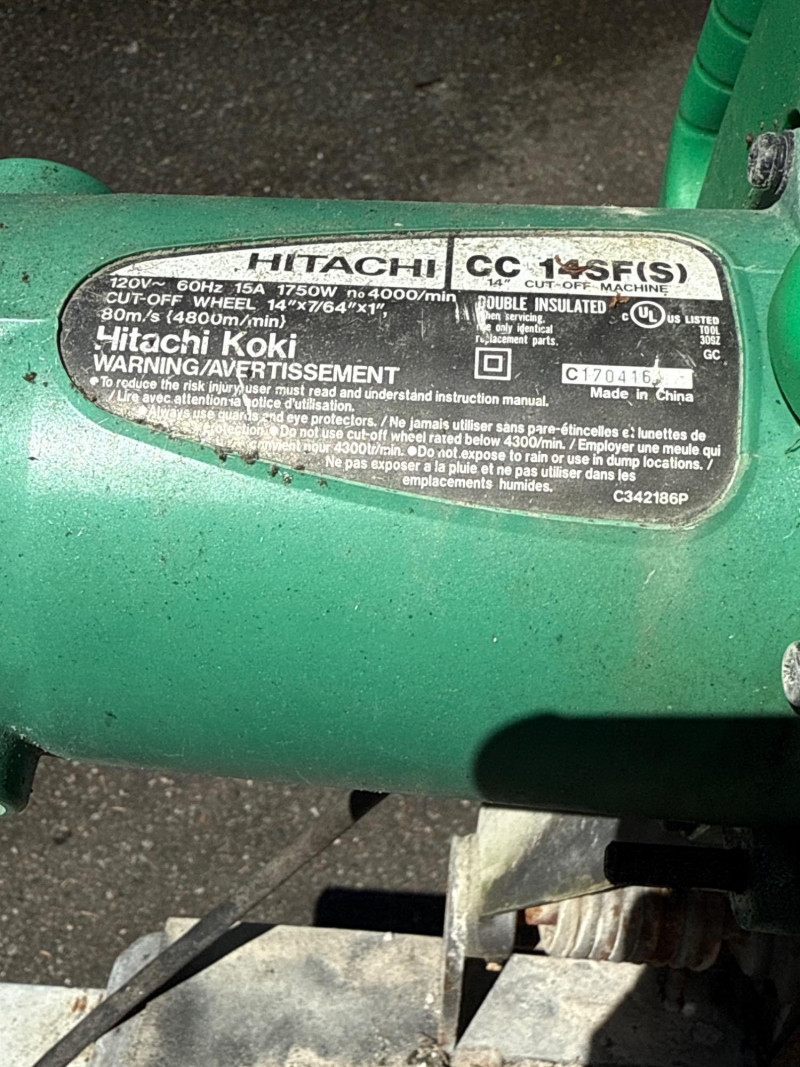 HITACHI
CC 14SF(S)
14" CUT-OFF MACHINE
120V~ 60Hz 15A 1750W no 4000/min
CUT-OFF WHEEL 14"×7/64"×1"
80m/s {4800m/min}
Hitachi Koki
DOUBLE INSULATED
When servicing,
use only identical
replacement parts.
C UL US LISTED
TOOL
309Z
GC
C170416
Made in China
WARNING/AVERTISSEMENT
●To reduce the risk injury, user must read and understand instruction manual.
/Lire avec attention la notice d'utilisation.
●Always use guards and eye protectors. / Ne jamais utiliser sans pare-étincelles et lunettes de
protection. ●Do not use cut-off wheel rated below 4300/min. / Employer une meule qui
convient pour 4300tr/min. ●Do not expose to rain or use in dump locations. /
Ne pas exposer a la pluie et ne pas utiliser dans les
emplacements humides.
C342186P